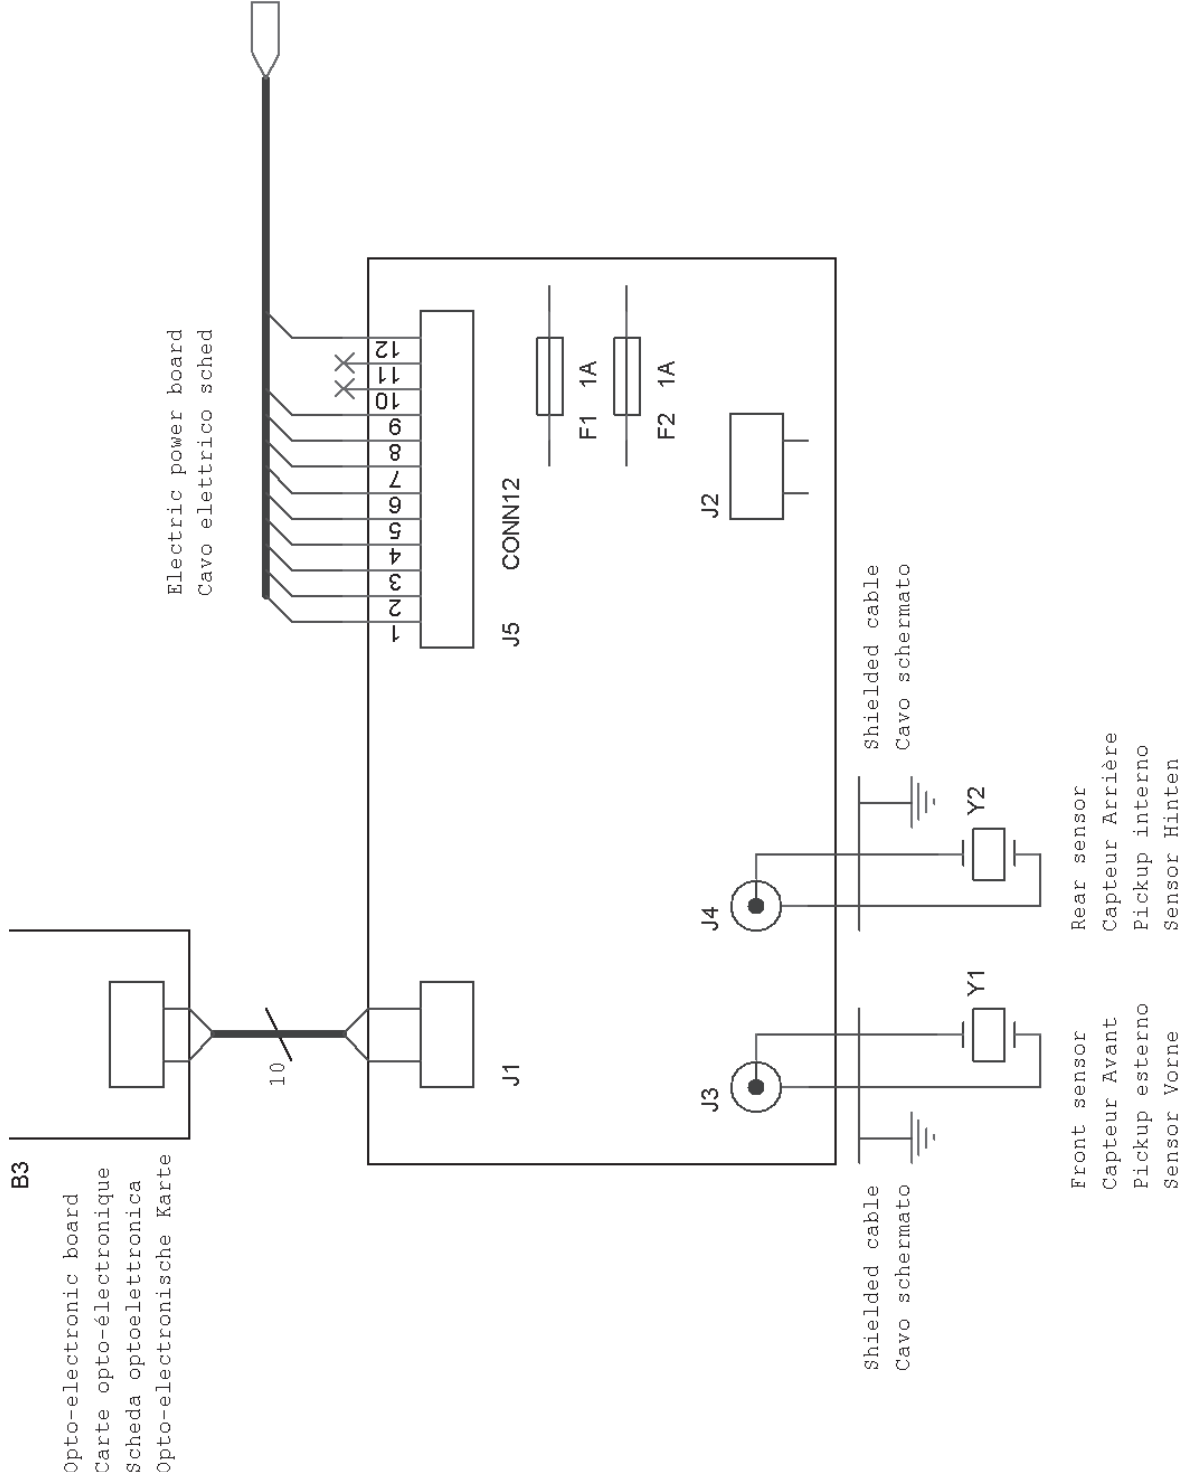 B3
Opto-electronic board
Carte opto-électronique
Scheda optoelettronica
Opto-electronische Karte
10
J1
Electric power board
Cavo elettrico sched
1
2
3
4
5
6
7
8
9
10
11
12
J5 CONN12
F1 1A
F2 1A
J2
J3
J4
Shielded cable
Cavo schermato
Shielded cable
Cavo schermato
Y1
Y2
Front sensor
Capteur Avant
Pickup esterno
Sensor Vorne
Rear sensor
Capteur Arrière
Pickup interno
Sensor Hinten